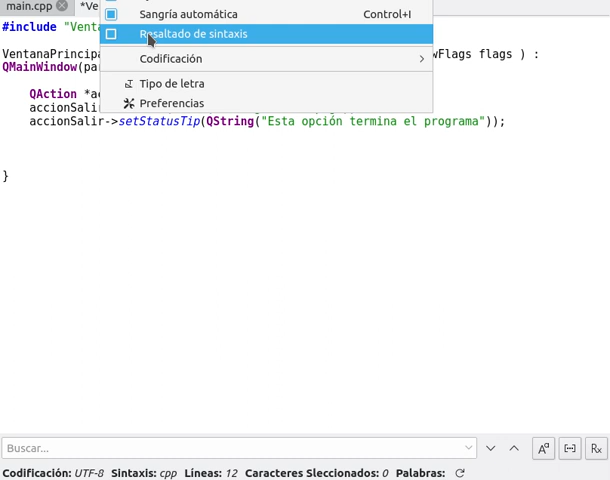 main.cpp *Ve
Sangría automática Control+I
Resaltado de sintaxis
Codificación
Tipo de letra
Preferencias
#include "Vent
VentanaPrincipa wFlags flags ) :
QMainWindow(pa
QAction *a
accionSali
accionSalir->setStatusTip(QString("Esta opción termina el programa"));
}
Buscar...
Codificación: UTF-8 Sintaxis: cpp Líneas: 12 Caracteres Sleccionados: 0 Palabras: